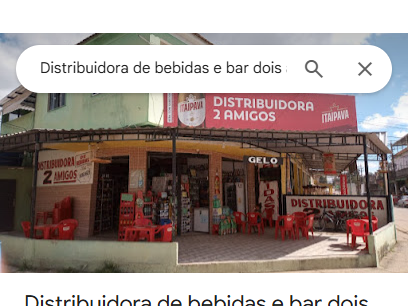 Distribuidora de bebidas e bar dois
ITAIPAVA
DISTRIBUIDORA
2 AMIGOS
ITAIPAVA
GELO
DISTRIBUIDORA
2 AMIGOS
DISTRIBUIDORA
Distribuidora de bebidas e bar dois